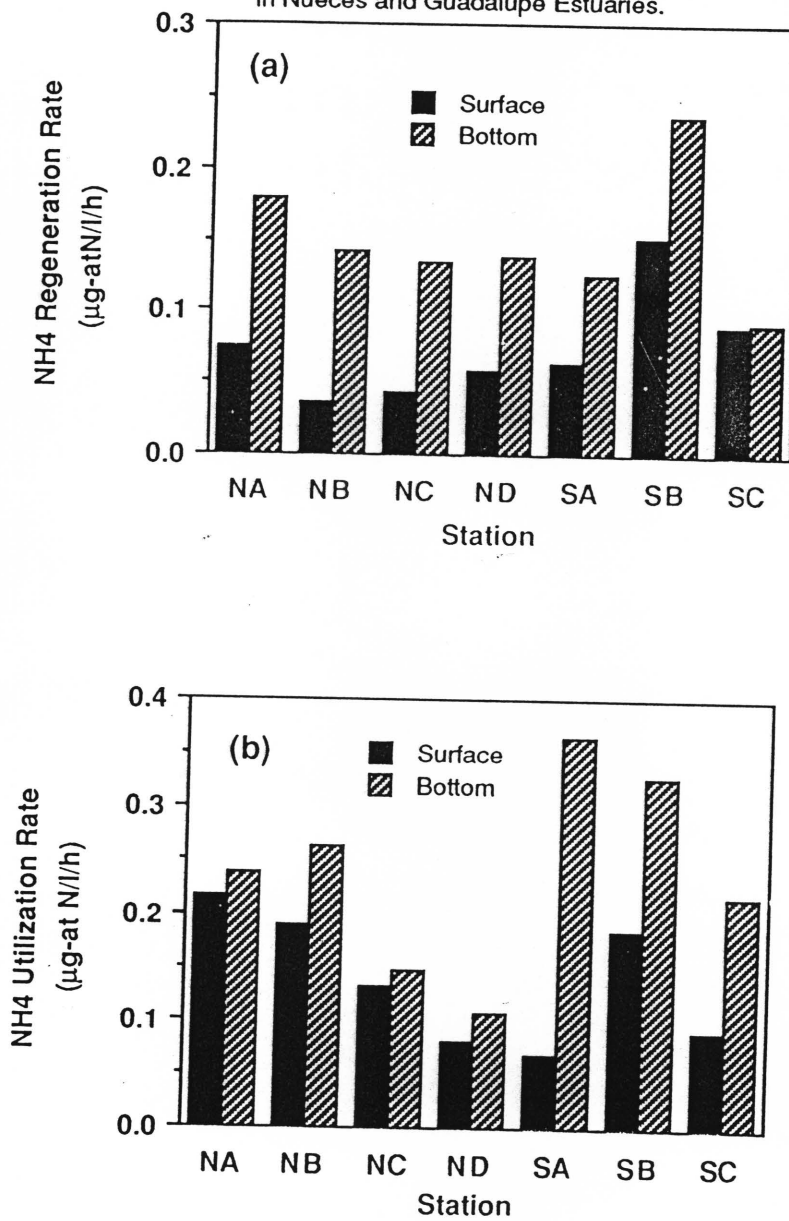 in Nueces and Guadalupe Estuaries.
(a)
Surface
Bottom
NH4 Regeneration Rate
(µg-atN/l/h)
0.3
0.2
0.1
0.0
NA NB NC ND SA SB SC
Station
(b)
Surface
Bottom
NH4 Utilization Rate
(µg-at N/l/h)
0.4
0.3
0.2
0.1
0.0
NA NB NC ND SA SB SC
Station